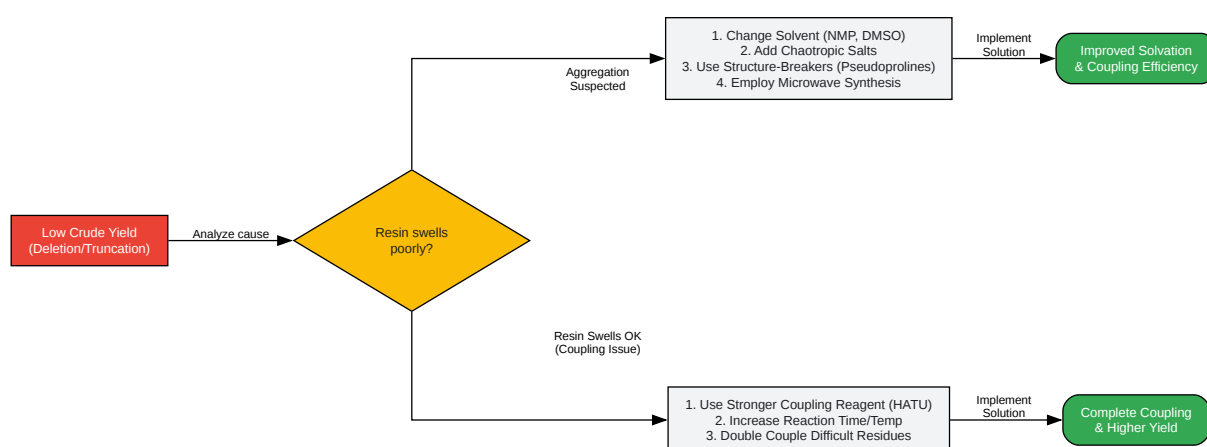 1. Change Solvent (NMP, DMSO)
2. Add Chaotropic Salts
3. Use Structure-Breakers (Pseudoprolines)
4. Employ Microwave Synthesis
Implement
Solution
Improved Solvation
& Coupling Efficiency
Aggregation
Suspected
Low Crude Yield
(Deletion/Truncation)
Analyze cause
Resin swells
poorly?
Resin Swells OK
(Coupling Issue)
1. Use Stronger Coupling Reagent (HATU)
2. Increase Reaction Time/Temp
3. Double Couple Difficult Residues
Implement
Solution
Complete Coupling
& Higher Yield